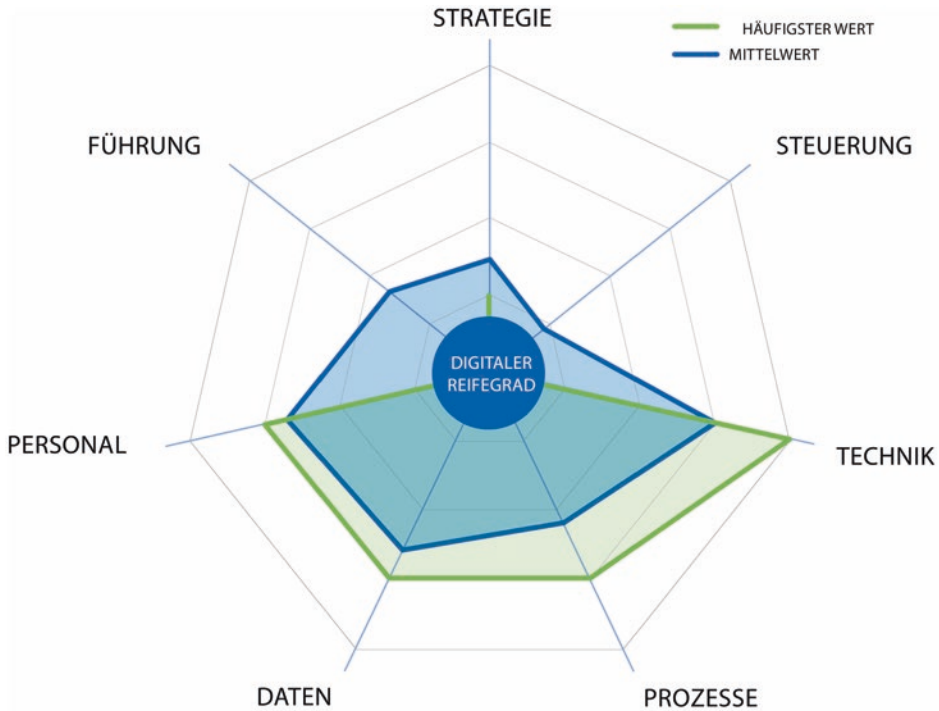 STRATEGIE
HÄUFIGSTER WERT
MITTELWERT
FÜHRUNG
STEUERUNG
DIGITALER
REIFEGRAD
PERSONAL
TECHNIK
DATEN
PROZESSE